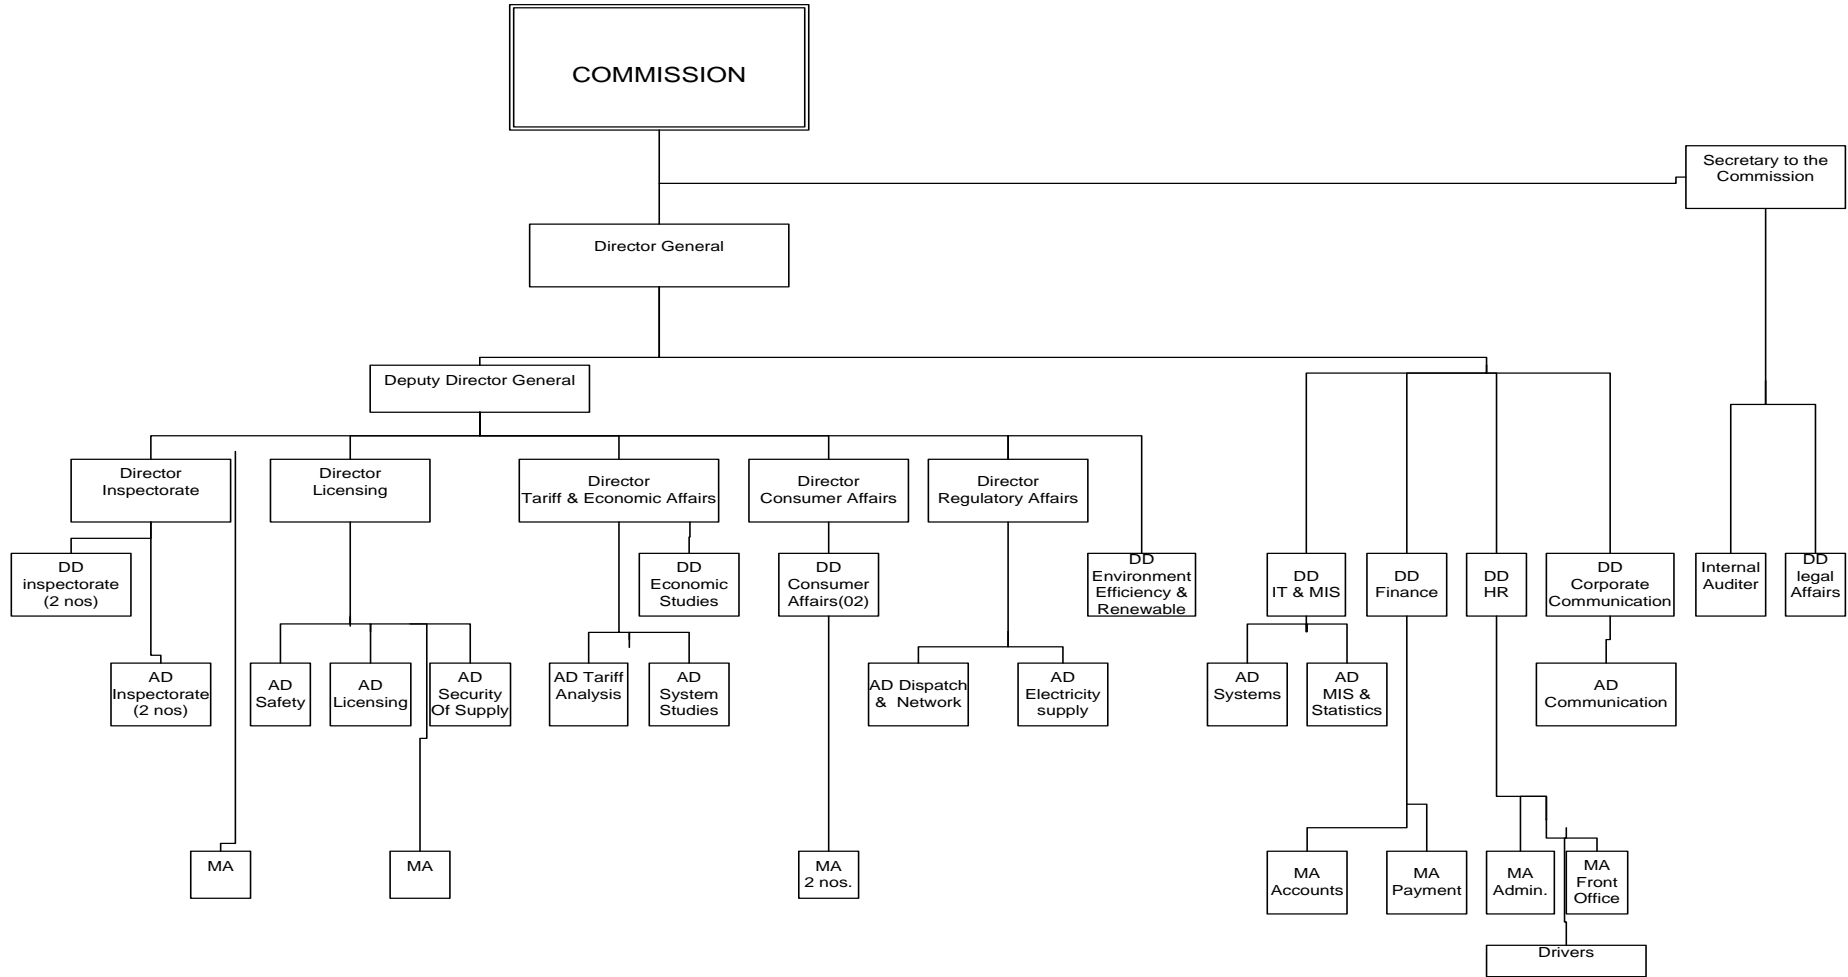 COMMISSION
Secretary to the
Commission
Director General
Deputy Director General
Director
Inspectorate
Director
Licensing
Director
Tariff & Economic Affairs
Director
Consumer Affairs
Director
Regulatory Affairs
DD
inspectorate
(2 nos)
DD
Economic
Studies
DD
Consumer
Affairs(02)
DD
Environment
Efficiency &
Renewable
DD
IT & MIS
DD
Finance
DD
HR
DD
Corporate
Communication
Internal
Auditer
DD
legal
Affairs
AD
Inspectorate
(2 nos)
AD
Safety
AD
Licensing
AD
Security
Of Supply
AD Tariff
Analysis
AD
System
Studies
AD Dispatch
& Network
AD
Electricity
supply
AD
Systems
AD
MIS &
Statistics
AD
Communication
MA
MA
MA
2 nos.
MA
Accounts
MA
Payment
MA
Admin.
MA
Front
Office
Drivers